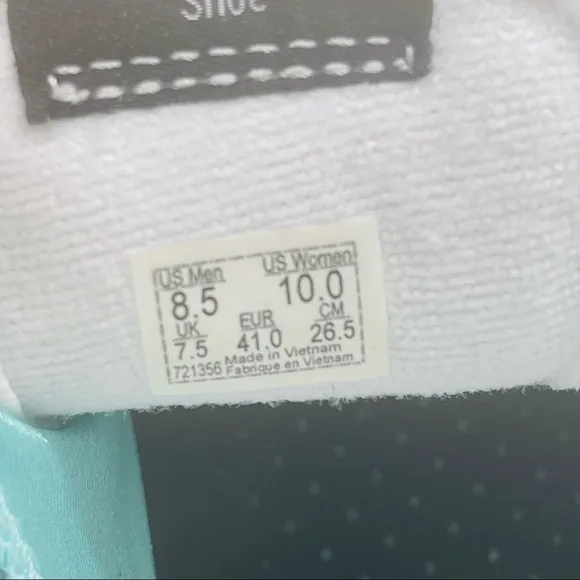 Shoe
US Men US Women
8.5 10.0
UK EUR CM
7.5 41.0 26.5
Made in Vietnam
721356 Fabrique en Vietnam